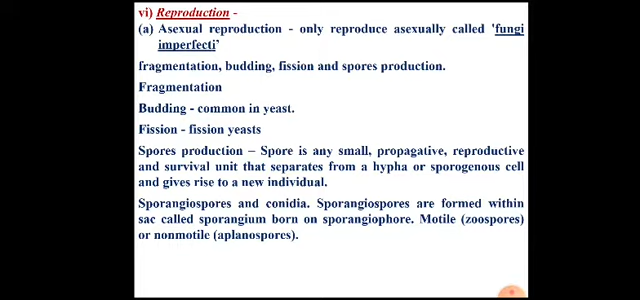 vi) Reproduction -
(a) Asexual reproduction - only reproduce asexually called 'fungi
imperfecti'
fragmentation, budding, fission and spores production.
Fragmentation
Budding - common in yeast.
Fission - fission yeasts
Spores production – Spore is any small, propagative, reproductive
and survival unit that separates from a hypha or sporogenous cell
and gives rise to a new individual.
Sporangiospores and conidia. Sporangiospores are formed within
sac called sporangium born on sporangiophore. Motile (zoospores)
or nonmotile (aplanospores).